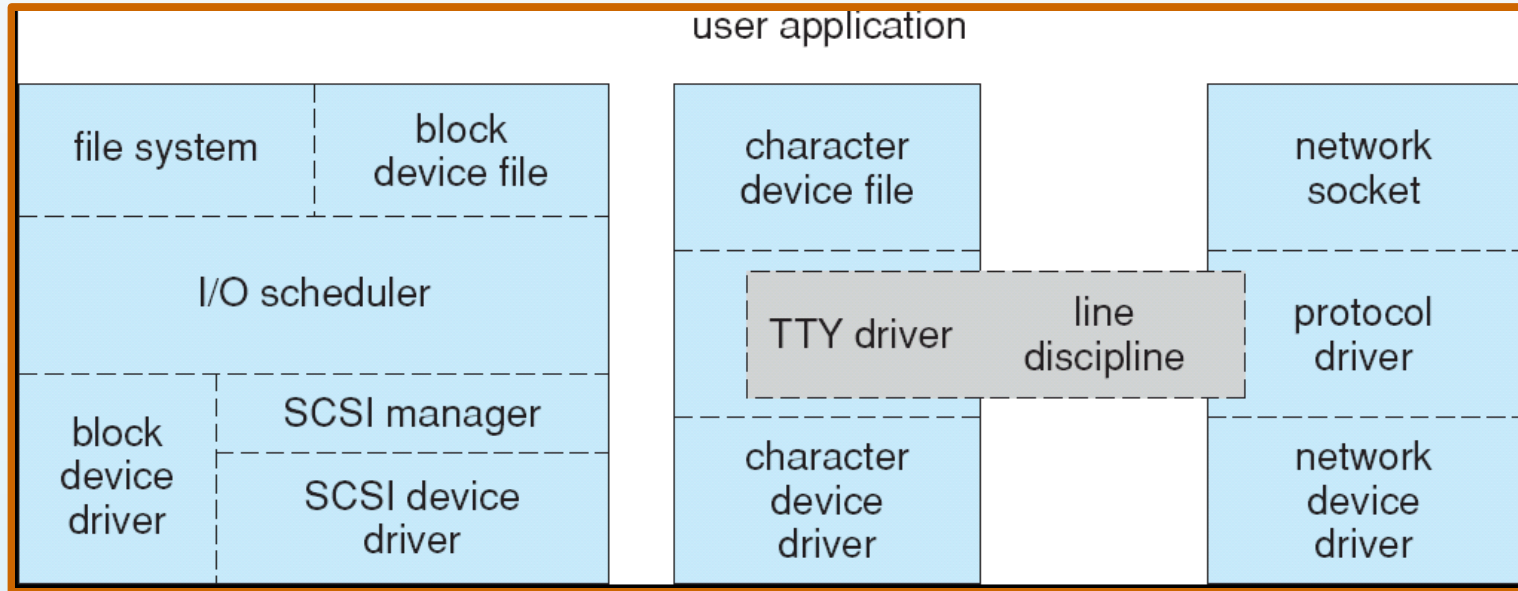 user application
file system
block
device file
I/O scheduler
block
device
driver
SCSI manager
SCSI device
driver
character
device file
TTY driver
line
discipline
character
device
driver
network
socket
protocol
driver
network
device
driver